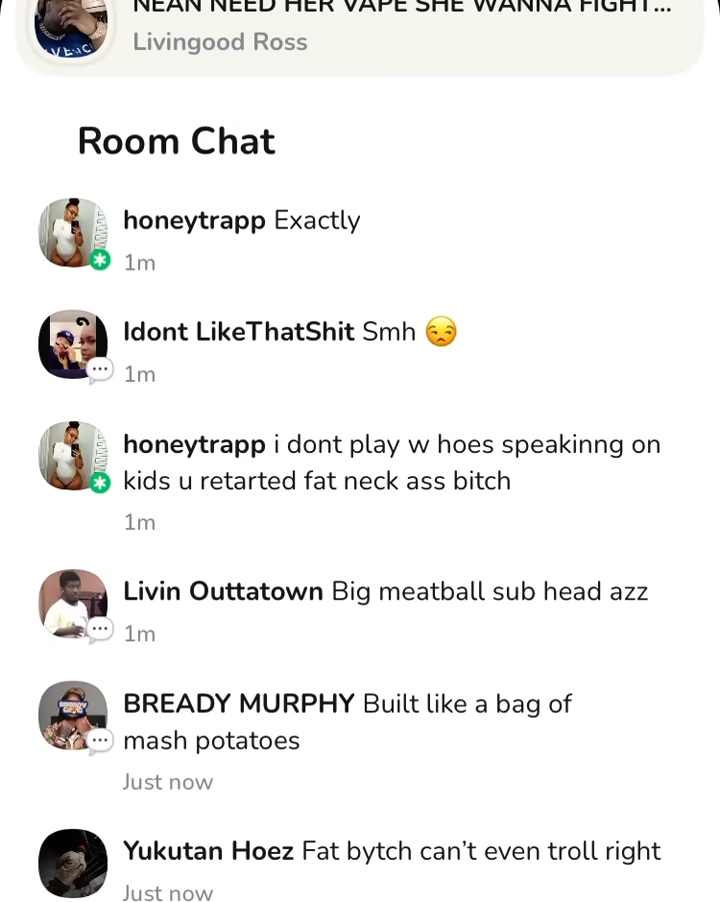 NEAN NEED HER VAPE SHE WANNA FIGHT...
Livingood Ross
Room Chat
honeytrapp Exactly
1m
Idont LikeThatShit Smh 😒
1m
honeytrapp i dont play w hoes speakinng on
kids u retarted fat neck ass bitch
1m
Livin Outtatown Big meatball sub head azz
1m
BREADY MURPHY Built like a bag of
mash potatoes
Just now
Yukutan Hoez Fat bytch can't even troll right
Just now